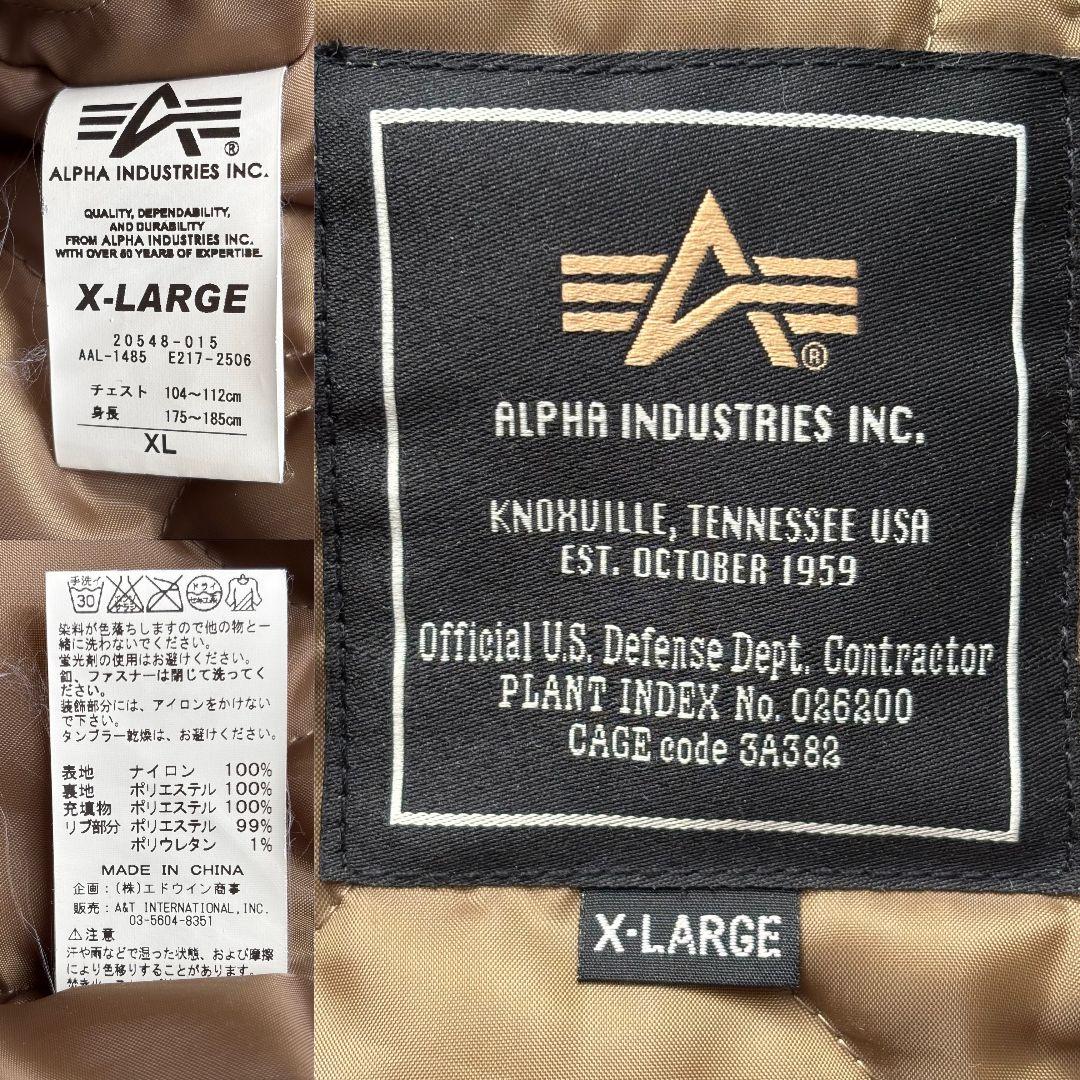 ALPHA INDUSTRIES INC.
QUALITY, DEPENDABILITY,
AND DURABILITY
FROM ALPHA INDUSTRIES INC.
WITH OVER 50 YEARS OF EXPERTISE.
X-LARGE
20548-015
AAL-1485 E217-2506
チェスト 104～112cm
身長 175～185cm
XL
手洗イ
30
ドライ
セキユ系
染料が色落ちしますので他の物と一
緒に洗わないでください。
蛍光剤の使用はお避けください。
釦、ファスナーは閉じて洗ってく
ださい。
装飾部分には、アイロンをかけない
で下さい。
タンブラー乾燥は、お避けください。
表地 ナイロン 100%
裏地 ポリエステル 100%
充填物 ポリエステル 100%
リブ部分 ポリエステル 99%
ポリウレタン 1%
MADE IN CHINA
企画：(株)エドウイン商事
販売：A&T INTERNATIONAL,INC.
03-5604-8351
⚠注意
汗や雨などで湿った状態、および摩擦
により色移りすることがあります。
®
ALPHA INDUSTRIES INC.
KNOXVILLE, TENNESSEE USA
EST. OCTOBER 1959
Official U.S. Defense Dept. Contractor
PLANT INDEX No. 026200
CAGE code 3A382
X-LARGE